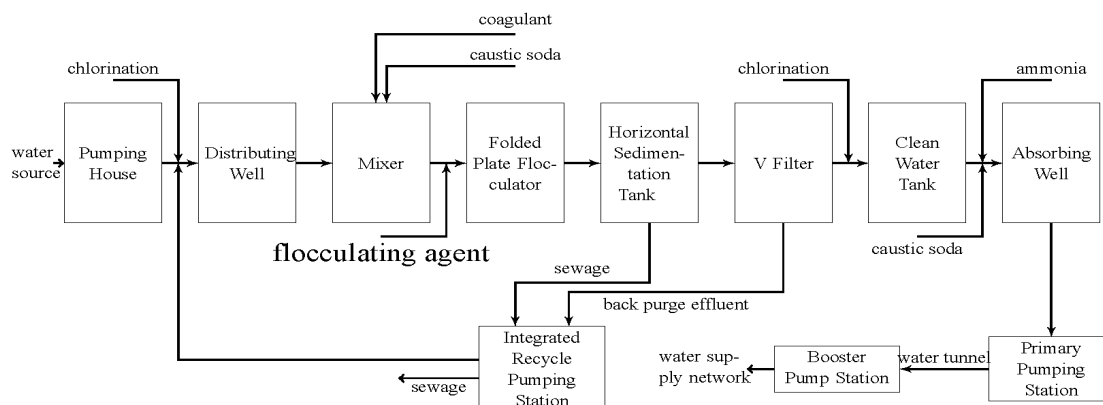 coagulant
caustic soda
chlorination
chlorination
ammonia
water
source
Pumping
House
Distributing
Well
Mixer
Folded
Plate Floc-
culator
Horizontal
Sedimen-
tation
Tank
V Filter
Clean
Water
Tank
Absorbing
Well
flocculating agent
caustic soda
sewage
back purge effluent
Integrated
Recycle
Pumping
Station
sewage
water sup-
ply network
Booster
Pump Station
water tunnel
Primary
Pumping
Station